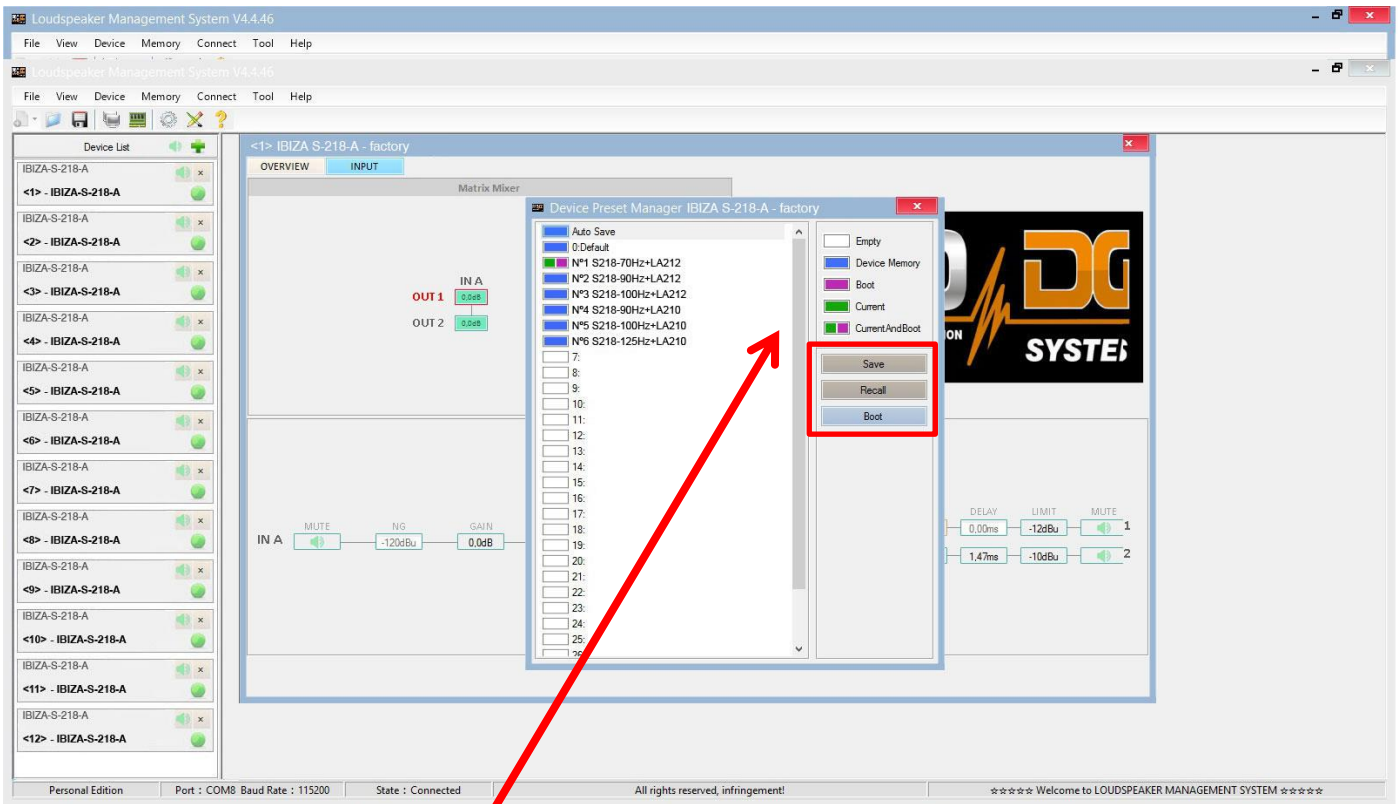 Loudspeaker Management System V4.4.46
File View Device Memory Connect Tool Help
Loudspeaker Management System V4.4.46
File View Device Memory Connect Tool Help
Device List
IBIZA-S-218-A
<1> - IBIZA-S-218-A
IBIZA-S-218-A
<2> - IBIZA-S-218-A
IBIZA-S-218-A
<3> - IBIZA-S-218-A
IBIZA-S-218-A
<4> - IBIZA-S-218-A
IBIZA-S-218-A
<5> - IBIZA-S-218-A
IBIZA-S-218-A
<6> - IBIZA-S-218-A
IBIZA-S-218-A
<7> - IBIZA-S-218-A
IBIZA-S-218-A
<8> - IBIZA-S-218-A
IBIZA-S-218-A
<9> - IBIZA-S-218-A
IBIZA-S-218-A
<10> - IBIZA-S-218-A
IBIZA-S-218-A
<11> - IBIZA-S-218-A
IBIZA-S-218-A
<12> - IBIZA-S-218-A
<1> IBIZA S-218-A - factory
OVERVIEW INPUT
Matrix Mixer
IN A
OUT 1 0,0dB
OUT 2 0,0dB
MUTE NG GAIN
IN A -120dBu 0,0dB
Device Preset Manager IBIZA S-218-A - factory
Auto Save
0:Default
Nº1 S218-70Hz+LA212
Nº2 S218-90Hz+LA212
Nº3 S218-100Hz+LA212
Nº4 S218-90Hz+LA210
Nº5 S218-100Hz+LA210
Nº6 S218-125Hz+LA210
7:
8:
9:
10:
11:
12:
13:
14:
15:
16:
17:
18:
19:
20:
21:
22:
23:
24:
25:
26:
Empty
Device Memory
Boot
Current
CurrentAndBoot
Save
Recall
Boot
DG
ION
SYSTE
DELAY LIMIT MUTE
0,00ms -12dBu 1
1,47ms -10dBu 2
Personal Edition Port : COM8 Baud Rate : 115200 State : Connected All rights reserved, infringement! ☆☆☆☆☆ Welcome to LOUDSPEAKER MANAGEMENT SYSTEM ☆☆☆☆☆